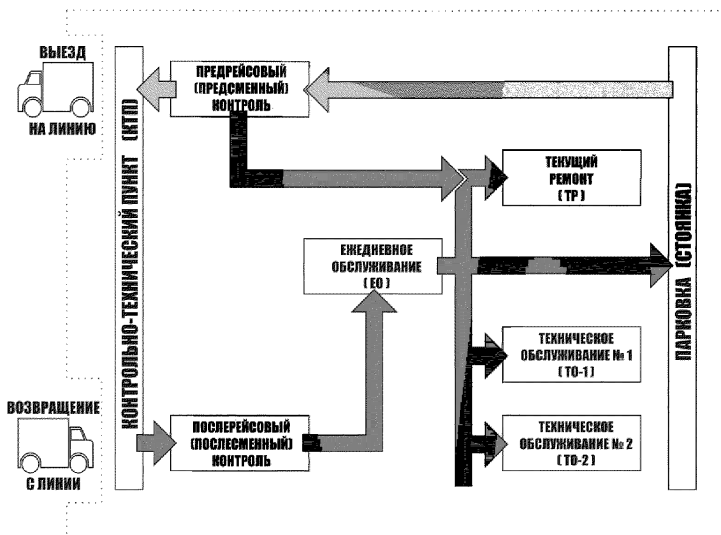 ВЫЕЗД
НА ЛИНИЮ
КОНТРОЛЬНО-ТЕХНИЧЕСКИЙ ПУНКТ (КТП)
ПРЕДРЕЙСОВЫЙ
(ПРЕДСМЕННЫЙ)
КОНТРОЛЬ
ТЕКУЩИЙ
РЕМОНТ
(ТР)
ЕЖЕДНЕВНОЕ
ОБСЛУЖИВАНИЕ
(ЕО)
ПАРКОВКА (СТОЯНКА)
ТЕХНИЧЕСКОЕ
ОБСЛУЖИВАНИЕ № 1
(ТО-1)
ВОЗВРАЩЕНИЕ
С ЛИНИИ
ПОСЛЕРЕЙСОВЫЙ
(ПОСЛЕСМЕННЫЙ)
КОНТРОЛЬ
ТЕХНИЧЕСКОЕ
ОБСЛУЖИВАНИЕ № 2
(ТО-2)